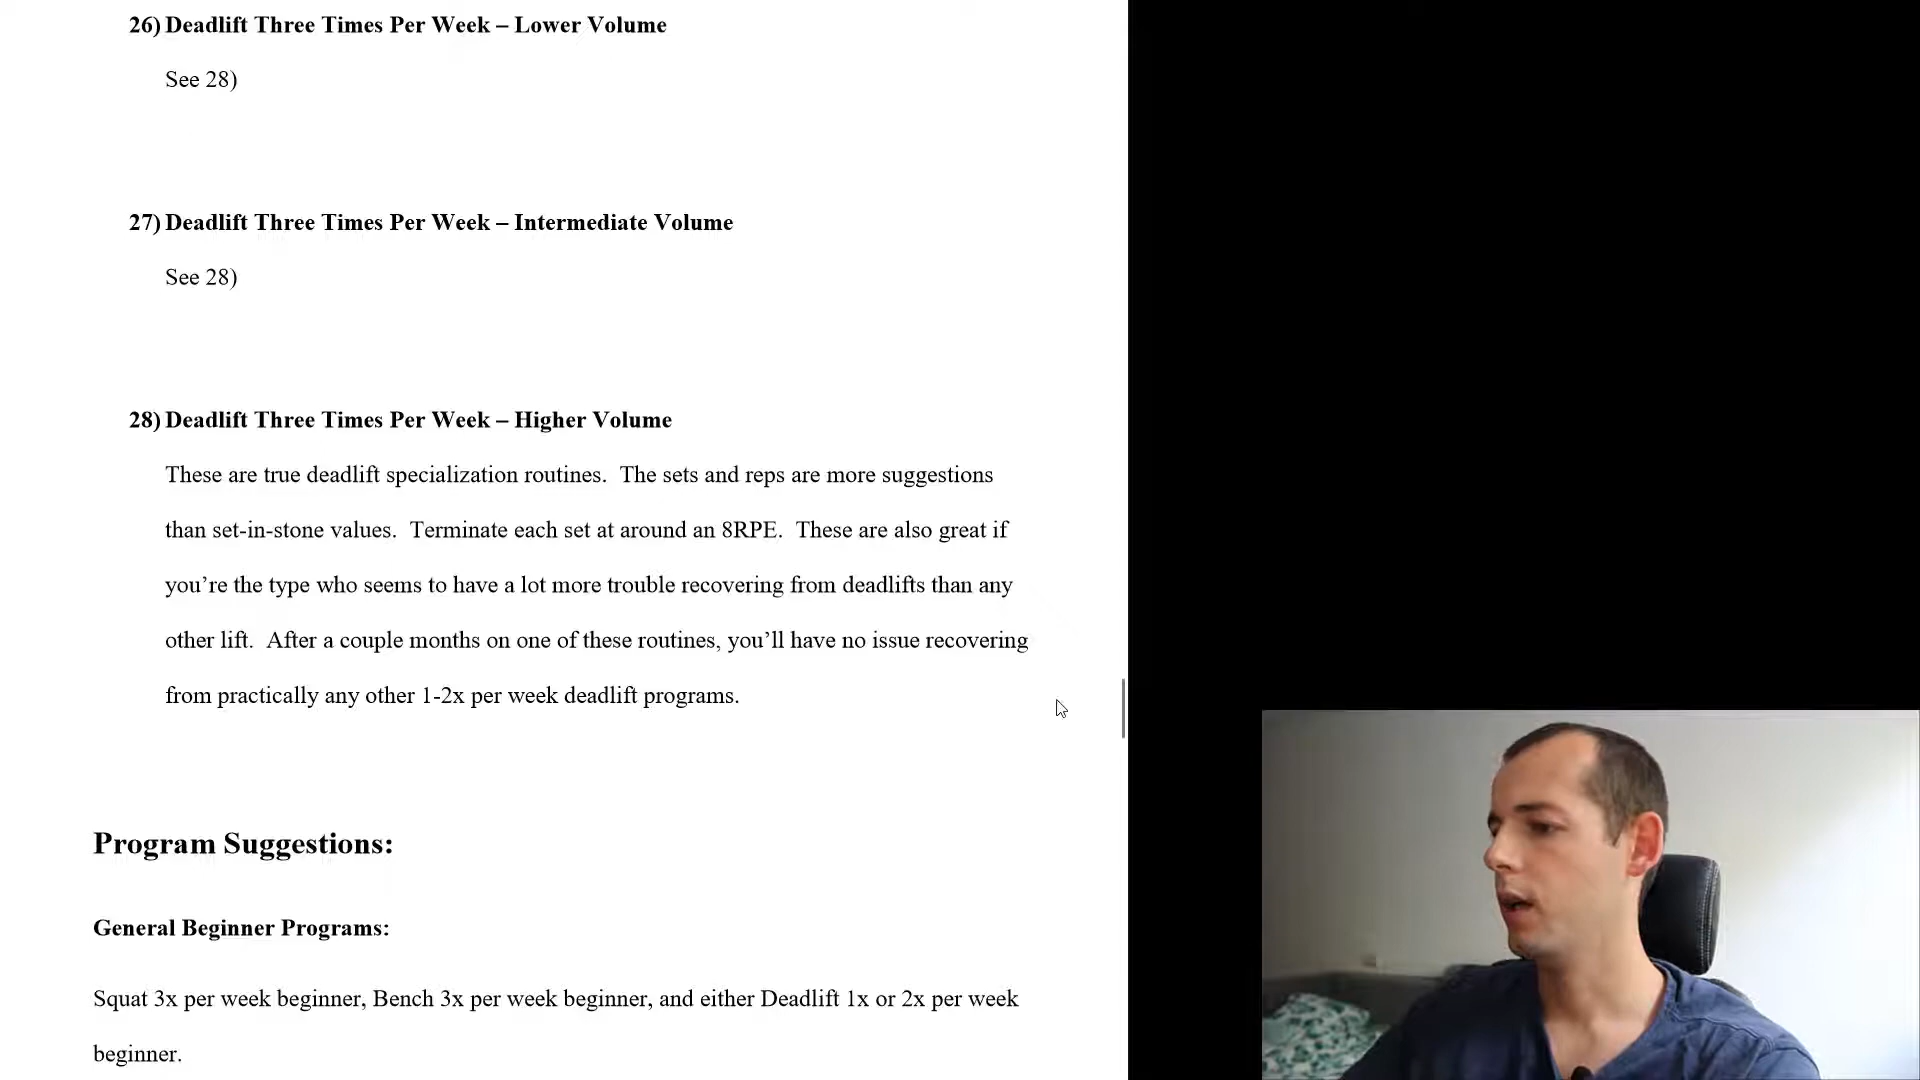 26) Deadlift Three Times Per Week – Lower Volume
See 28)
27) Deadlift Three Times Per Week – Intermediate Volume
See 28)
28) Deadlift Three Times Per Week – Higher Volume
These are true deadlift specialization routines.  The sets and reps are more suggestions
than set-in-stone values.  Terminate each set at around an 8RPE.  These are also great if
you’re the type who seems to have a lot more trouble recovering from deadlifts than any
other lift.  After a couple months on one of these routines, you’ll have no issue recovering
from practically any other 1-2x per week deadlift programs.
Program Suggestions:
General Beginner Programs:
Squat 3x per week beginner, Bench 3x per week beginner, and either Deadlift 1x or 2x per week
beginner.